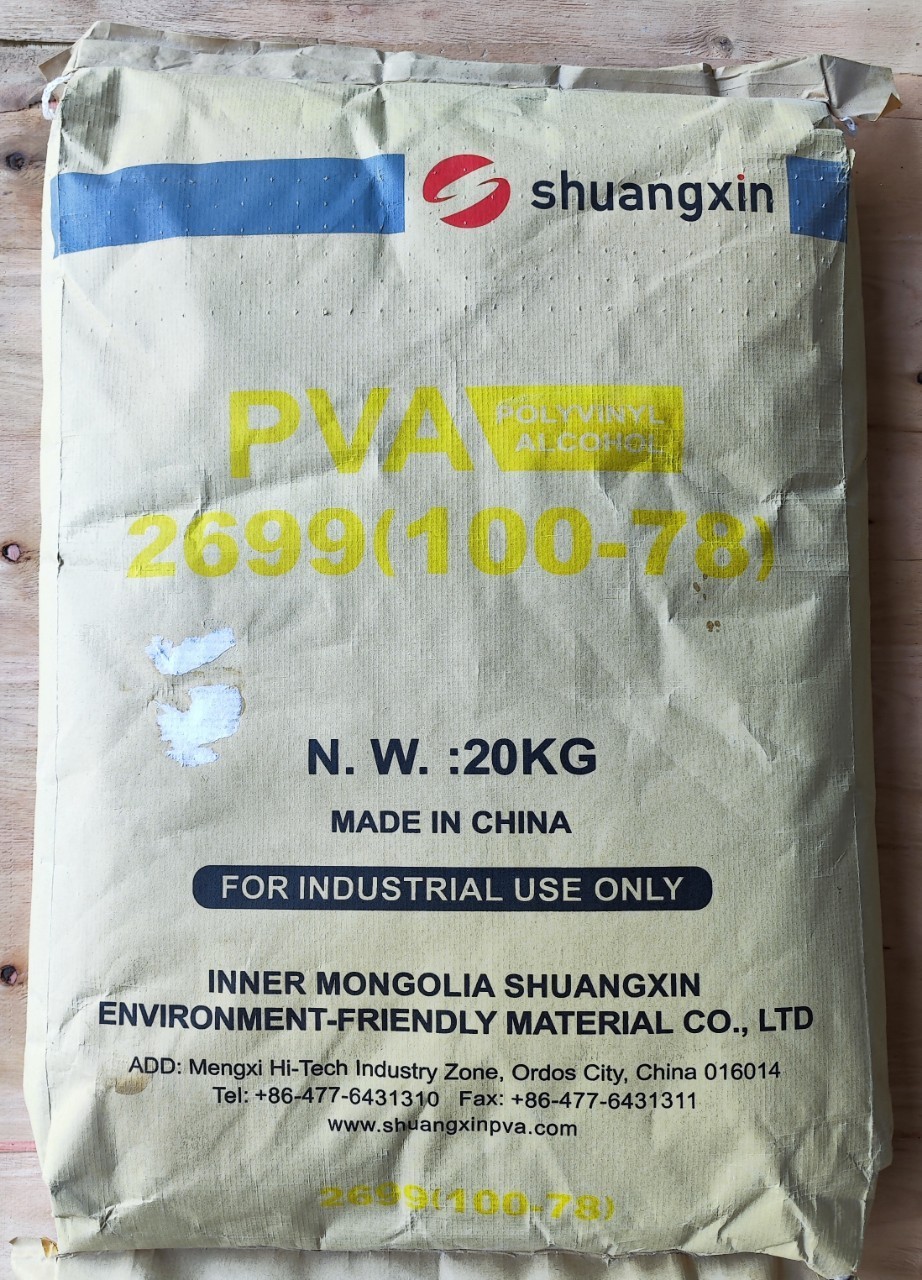 shuangxin
PVA
POLYVINYL
ALCOHOL
2699(100-78)
N. W. :20KG
MADE IN CHINA
FOR INDUSTRIAL USE ONLY
INNER MONGOLIA SHUANGXIN
ENVIRONMENT-FRIENDLY MATERIAL CO., LTD
ADD: Mengxi Hi-Tech Industry Zone, Ordos City, China 016014
Tel: +86-477-6431310 Fax: +86-477-6431311
www.shuangxinpva.com
2699(100-78)